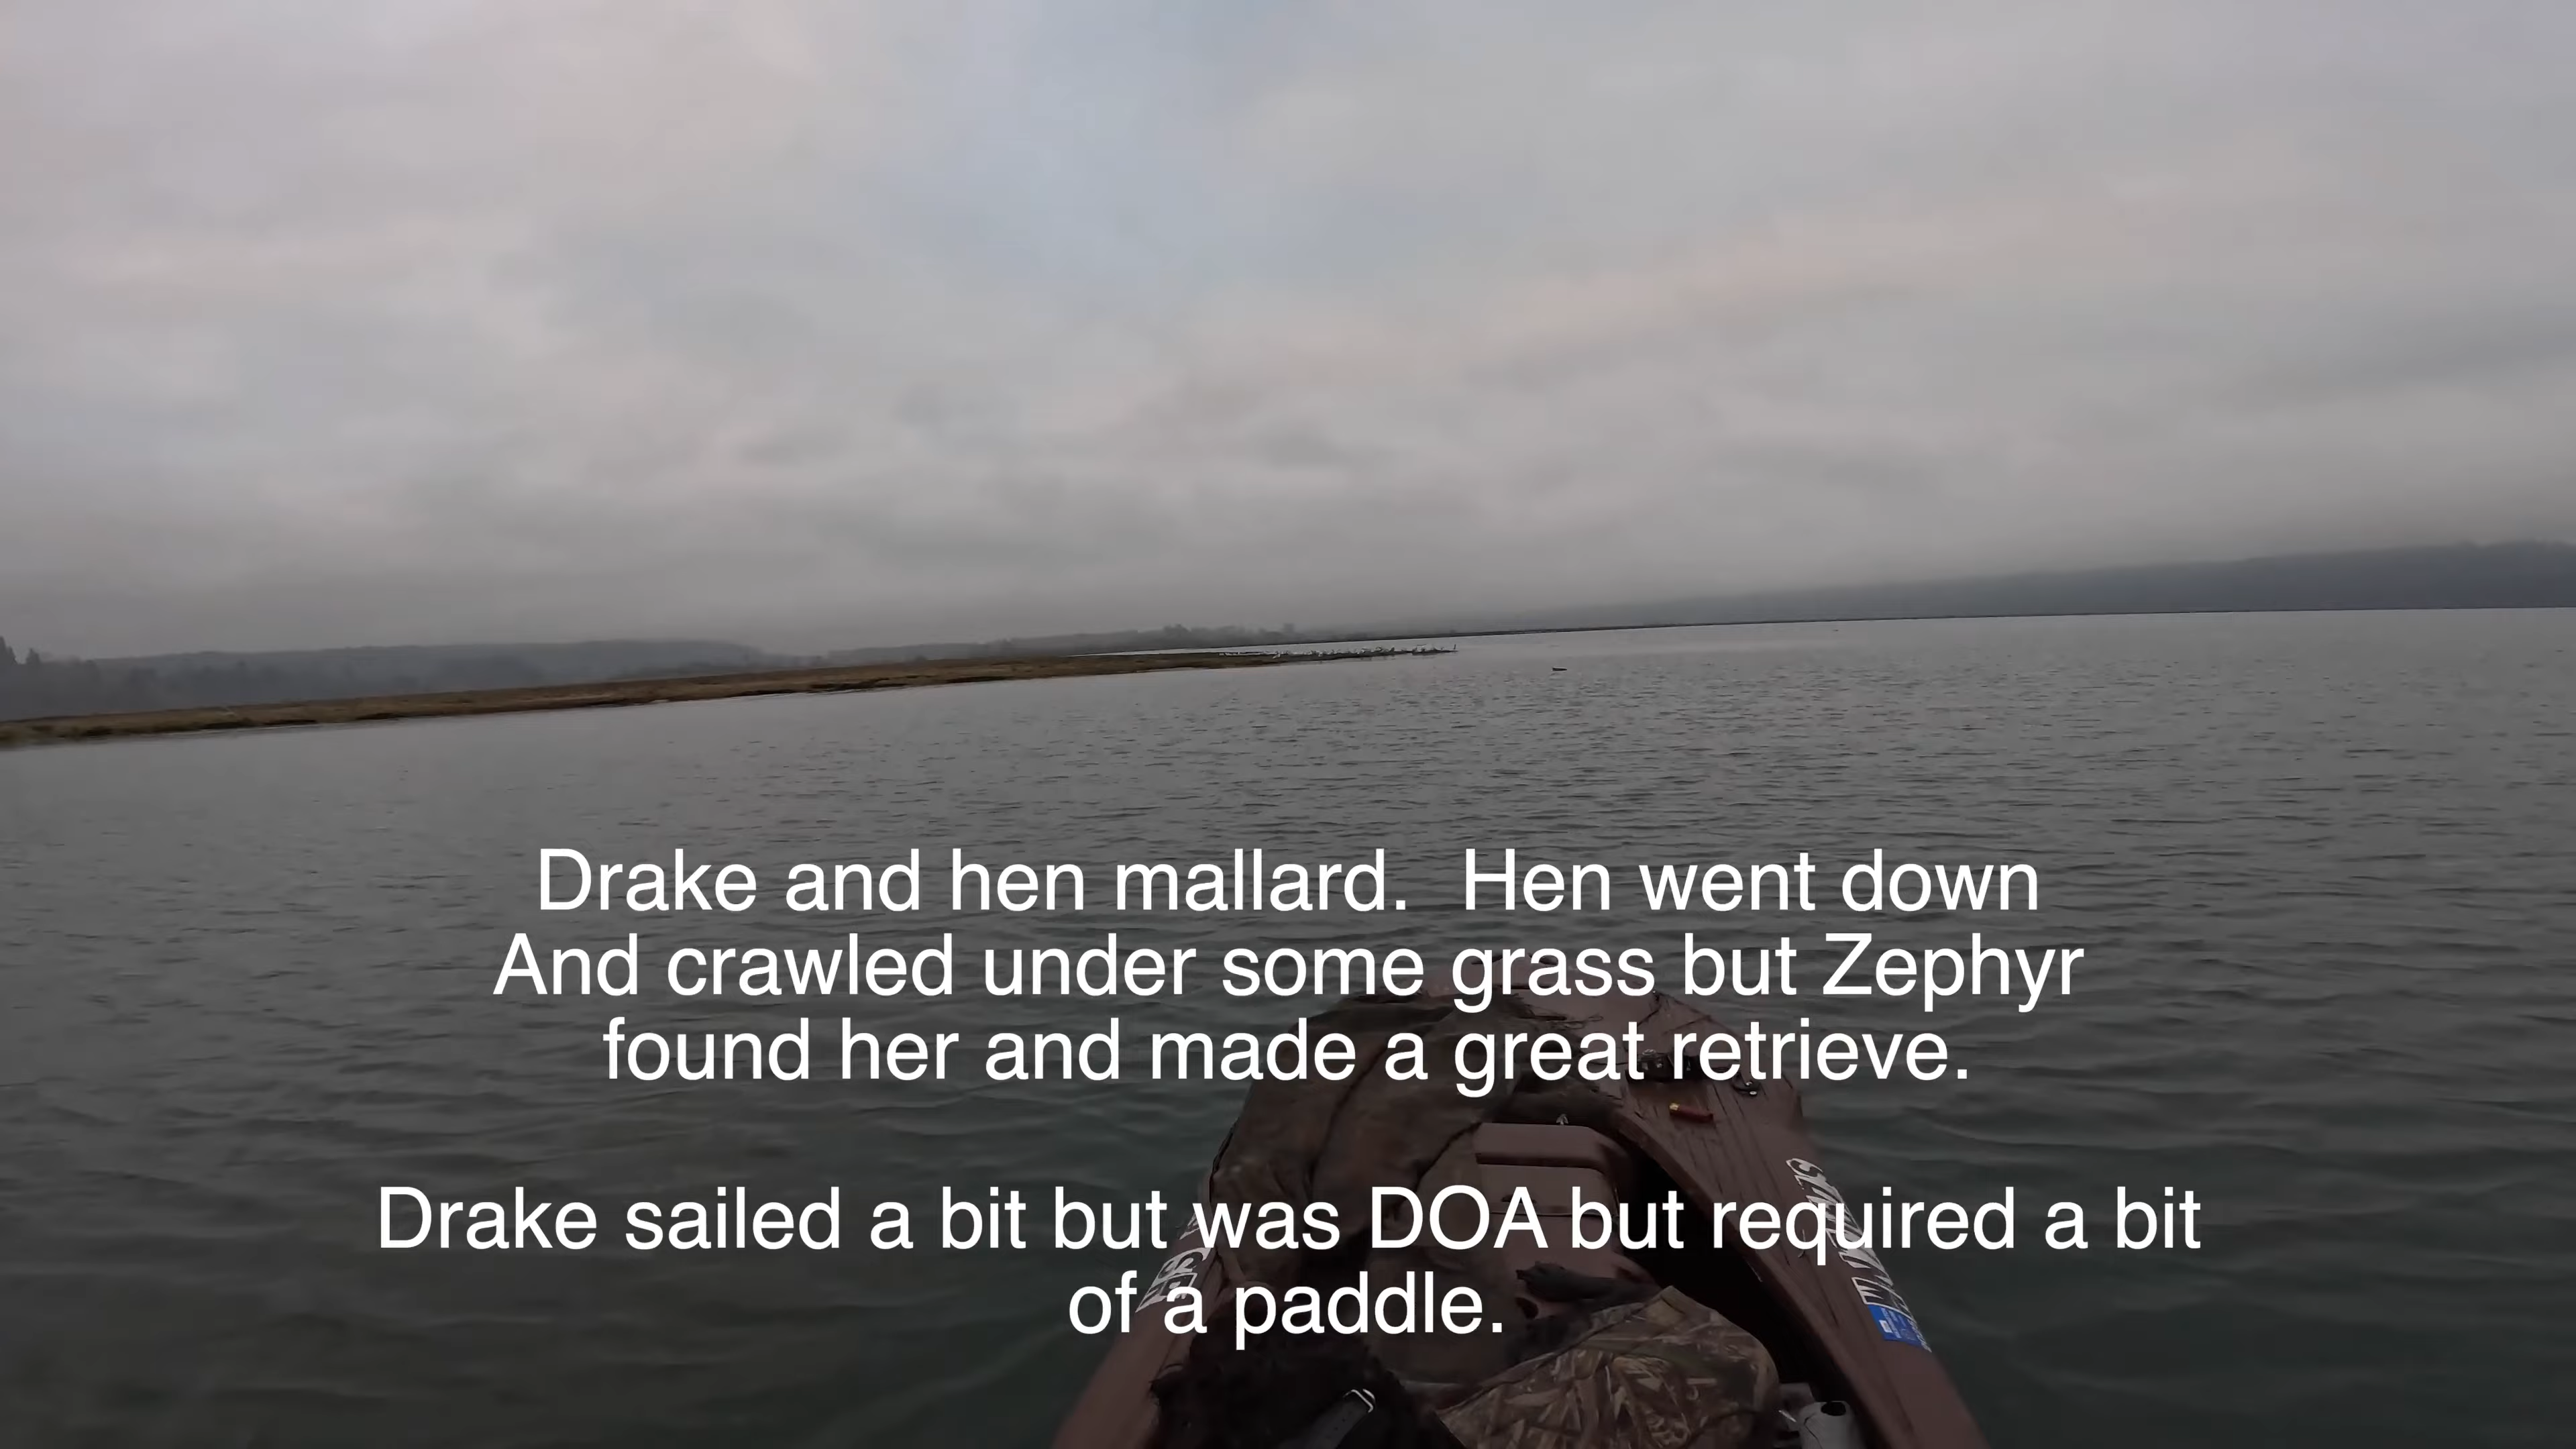 Drake and hen mallard.  Hen went down
And crawled under some grass but Zephyr
found her and made a great retrieve.
Drake sailed a bit but was DOA but required a bit
of a paddle.